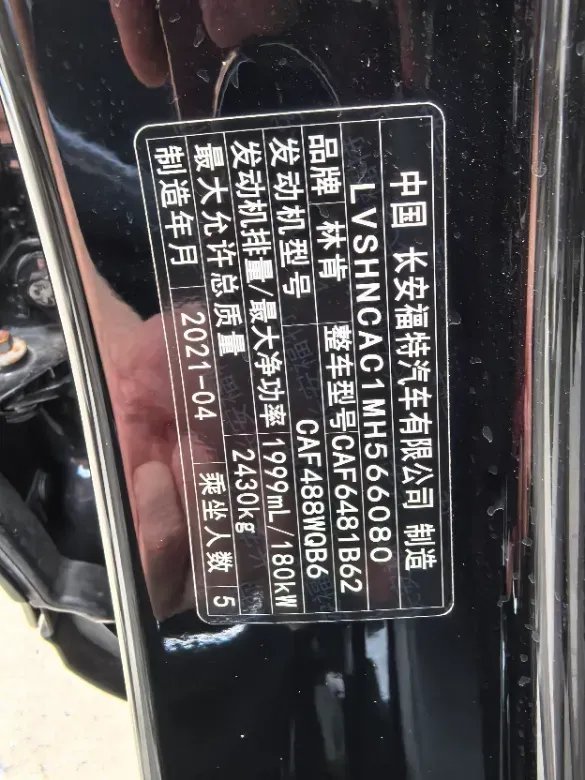 中国 长安福特汽车有限公司 制造
LVSHNCAC1MH566080
品牌 林肯 整车型号 CAF6481B62
发动机型号 CAF488WQB6
发动机排量/最大净功率 1999mL/180kW
最大允许总质量 2430kg
制造年月 2021-04 乘坐人数 5